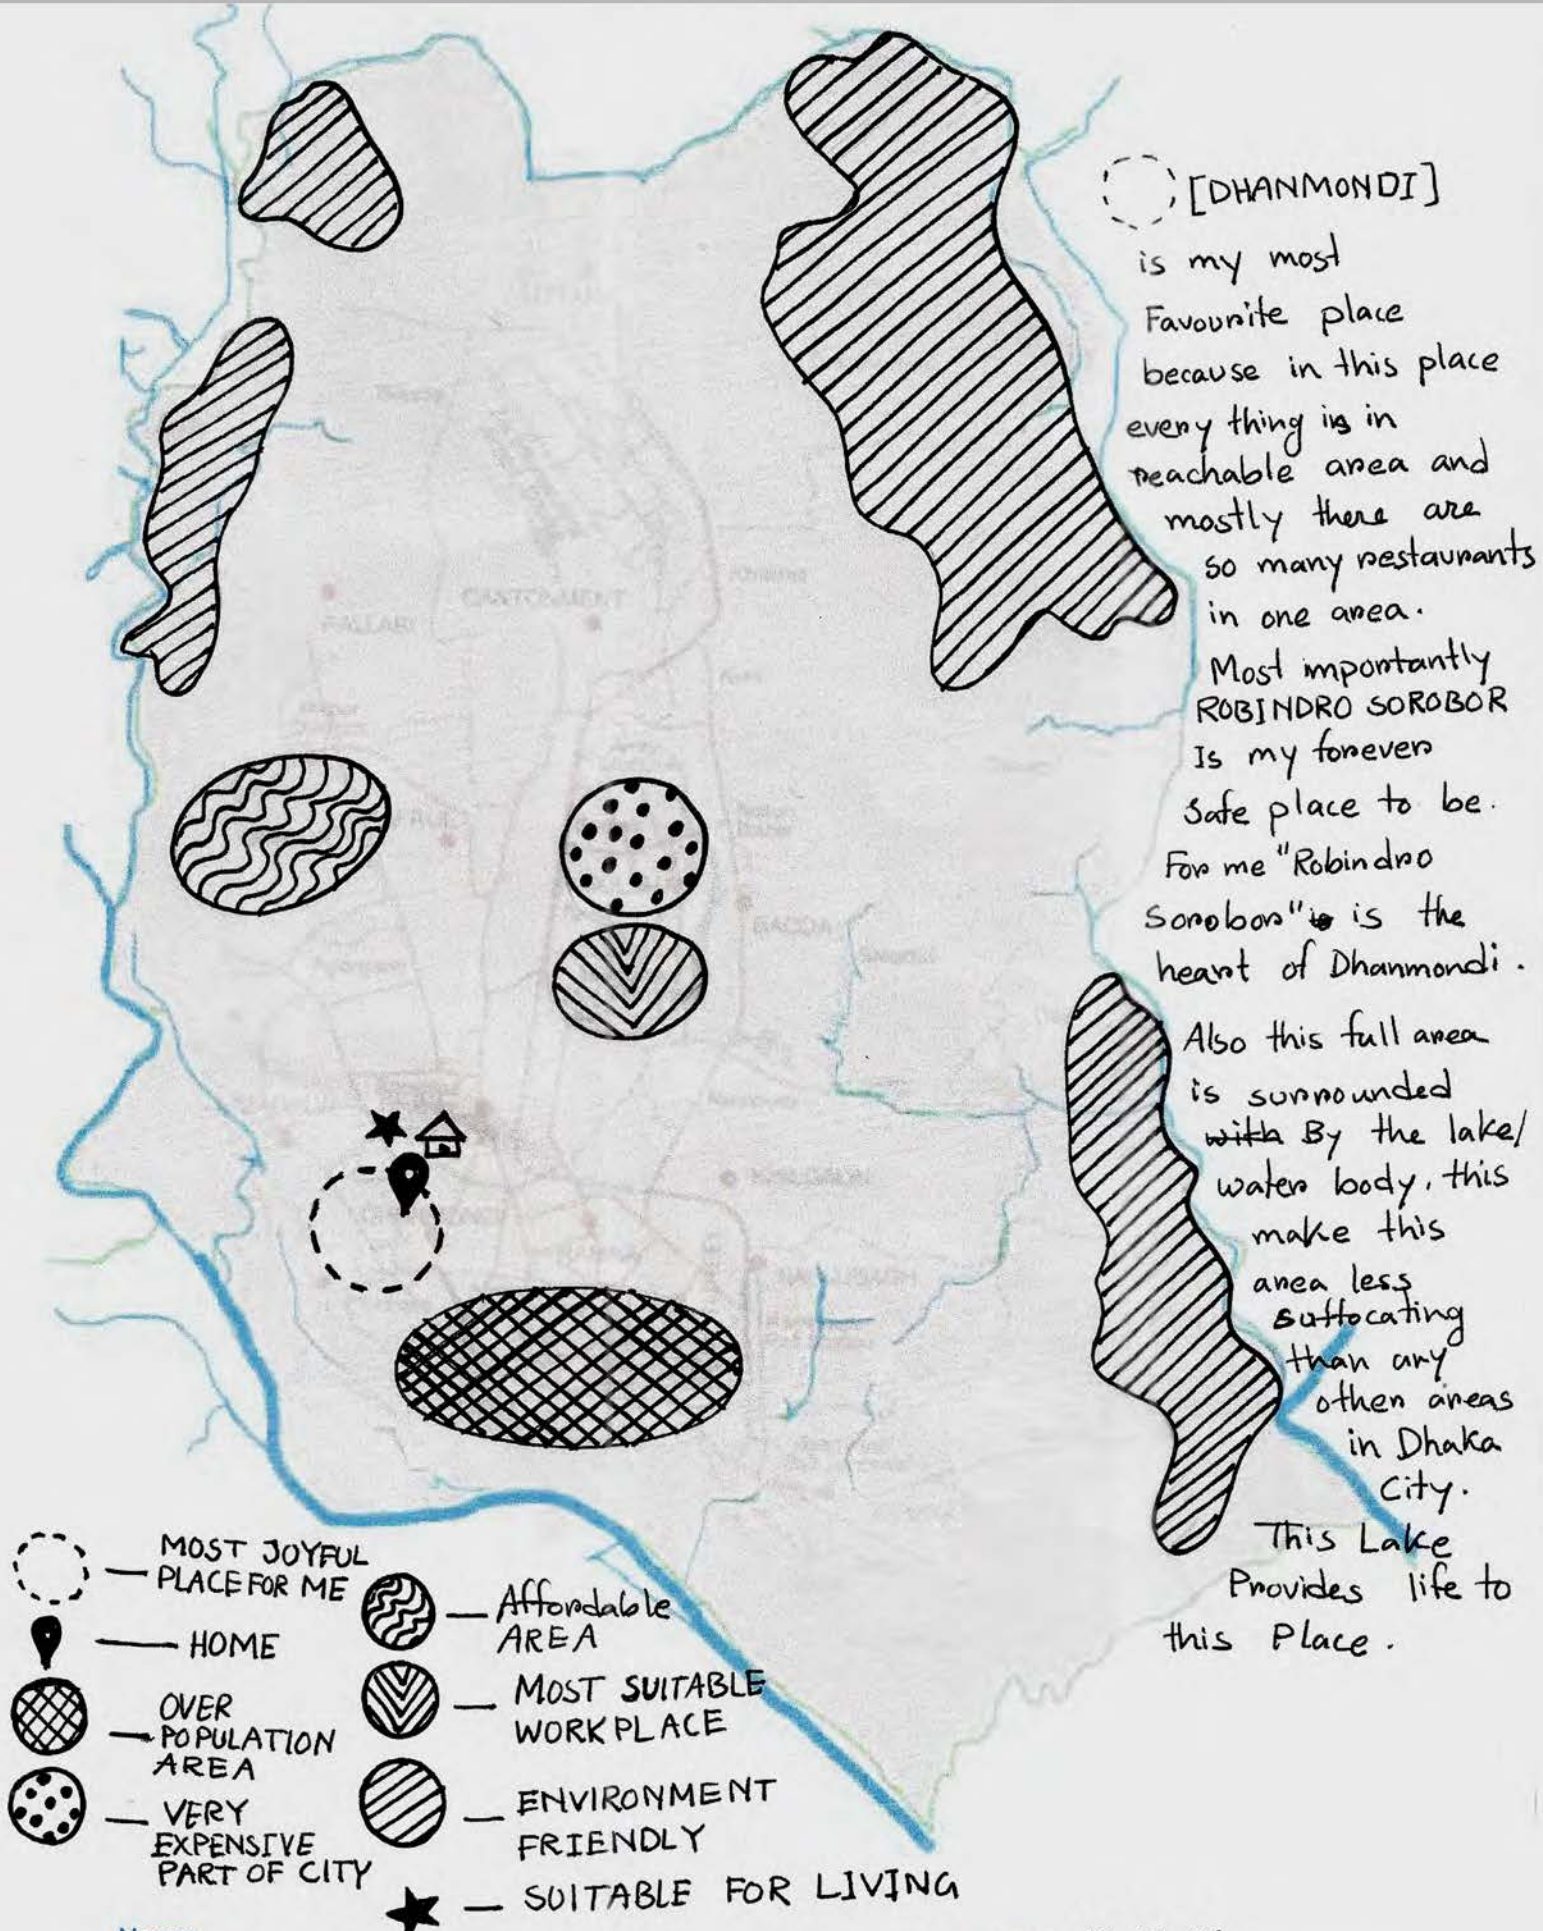 [DHANMONDI]
is my most
Favourite place
because in this place
every thing is in
reachable area and
mostly there are
so many restaurants
in one area.
Most importantly
ROBINDRO SOROBOR
Is my forever
Safe place to be.
For me "Robindro
Sorobor" is the
heart of Dhanmondi.
Also this full area
is surrounded
with By the lake/
water body, this
make this
area less
suffocating
than any
other areas
in Dhaka
City.
This Lake
Provides life to
this Place.
PALLABI
CANTONMENT
Khilkhet
BADDA
MOST JOYFUL
PLACE FOR ME
HOME
OVER
POPULATION
AREA
VERY
EXPENSIVE
PART OF CITY
Affordable
AREA
MOST SUITABLE
WORKPLACE
ENVIRONMENT
FRIENDLY
SUITABLE FOR LIVING